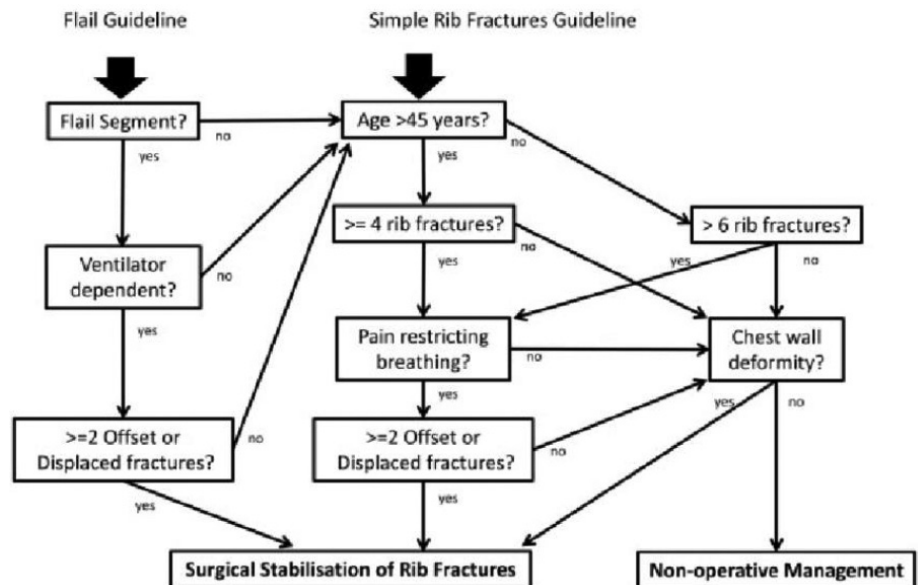 Flail Guideline
Simple Rib Fractures Guideline
Flail Segment?
no
yes
Age >45 years?
no
yes
>= 4 rib fractures?
no
yes
> 6 rib fractures?
yes
no
Ventilator
dependent?
no
yes
Pain restricting
breathing?
no
yes
Chest wall
deformity?
yes
no
>=2 Offset or
Displaced fractures?
no
yes
>=2 Offset or
Displaced fractures?
no
yes
Surgical Stabilisation of Rib Fractures
Non-operative Management